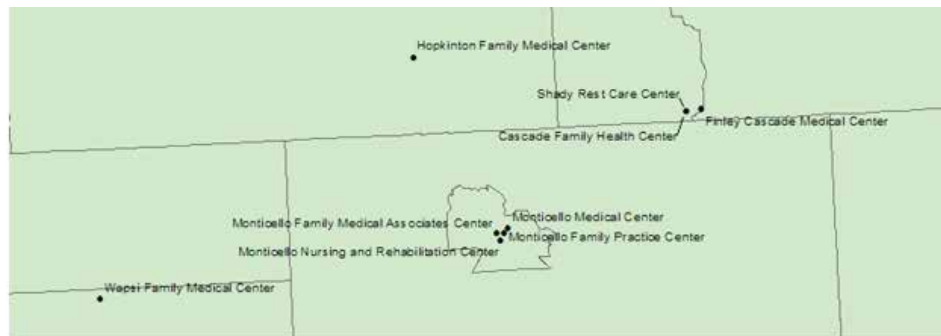 Hopkinton Family Medical Center
Shady Rest Care Center
Finley Cascade Medical Center
Cascade Family Health Center
Monticello Medical Center
Monticello Family Medical Associates Center
Monticello Family Practice Center
Monticello Nursing and Rehabilitation Center
Wapsi Family Medical Center